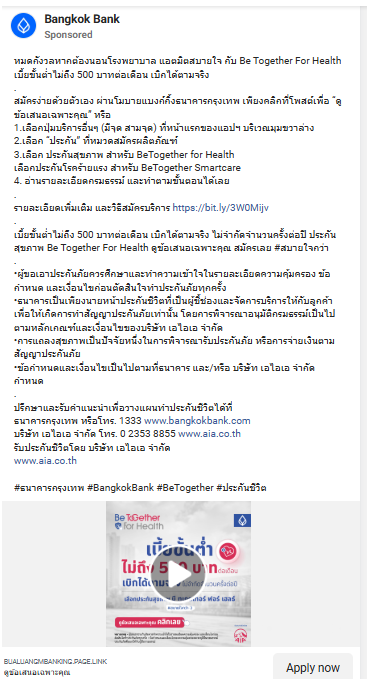 Bangkok Bank
Sponsored
หมดกังวลหากต้องนอนโรงพยาบาล แอดมิตสบายใจ กับ Be Together For Health
เบี้ยขั้นต่ำไม่ถึง 500 บาทต่อเดือน เบิกได้ตามจริง
.
สมัครง่ายด้วยตัวเอง ผ่านโมบายแบงก์กิ้งธนาคารกรุงเทพ เพียงคลิกที่โพสต์เพื่อ “ดู
ข้อเสนอเฉพาะคุณ” หรือ
1.เลือกปุ่มบริการอื่นๆ (มีจุด สามจุด) ที่หน้าแรกของแอปฯ บริเวณมุมขวาล่าง
2.เลือก “ประกัน” ที่หมวดสมัครผลิตภัณฑ์
3.เลือก ประกันสุขภาพ สำหรับ BeTogether for Health
เลือกประกันโรคร้ายแรง สำหรับ BeTogether Smartcare
4. อ่านรายละเอียดกรมธรรม์ และทำตามขั้นตอนได้เลย
.
รายละเอียดเพิ่มเติม และวิธีสมัครบริการ https://bit.ly/3W0Mijv
.
เบี้ยขั้นต่ำไม่ถึง 500 บาทต่อเดือน เบิกได้ตามจริง ไม่จำกัดจำนวนครั้งต่อปี ประกัน
สุขภาพ Be Together For Health ดูข้อเสนอเฉพาะคุณ สมัครเลย #สบายใจกว่า
.
•ผู้ขอเอาประกันภัยควรศึกษาและทำความเข้าใจในรายละเอียดความคุ้มครอง ข้อ
กำหนด และเงื่อนไขก่อนตัดสินใจทำประกันภัยทุกครั้ง
•ธนาคารเป็นเพียงนายหน้าประกันชีวิตที่เป็นผู้ชี้ช่องและจัดการบริการให้กับลูกค้า
เพื่อให้เกิดการทำสัญญาประกันภัยเท่านั้น โดยการพิจารณาอนุมัติกรมธรรม์เป็นไป
ตามหลักเกณฑ์และเงื่อนไขของบริษัท เอไอเอ จำกัด
•การแถลงสุขภาพเป็นปัจจัยหนึ่งในการพิจารณารับประกันภัย หรือการจ่ายเงินตาม
สัญญาประกันภัย
•ข้อกำหนดและเงื่อนไขเป็นไปตามที่ธนาคาร และ/หรือ บริษัท เอไอเอ จำกัด
กำหนด
.
ปรึกษาและรับคำแนะนำเพื่อวางแผนทำประกันชีวิตได้ที่
ธนาคารกรุงเทพ หรือโทร. 1333 www.bangkokbank.com
บริษัท เอไอเอ จำกัด โทร. 0 2353 8855 www.aia.co.th
รับประกันชีวิตโดย บริษัท เอไอเอ จำกัด
www.aia.co.th
#ธนาคารกรุงเทพ #BangkokBank #BeTogether #ประกันชีวิต
Be ToGether
for Health
เบี้ยขั้นต่ำ
ไม่ถึง 5 0 บาท ต่อเดือน
เบิกได้ตามจริง ไม่จำกัดจำนวนครั้งต่อปี
ดูข้อเสนอเฉพาะคุณ คลิกเลย
AIA
BUALUANGMBANKING.PAGE.LINK
ดูข้อเสนอเฉพาะคุณ
Apply now